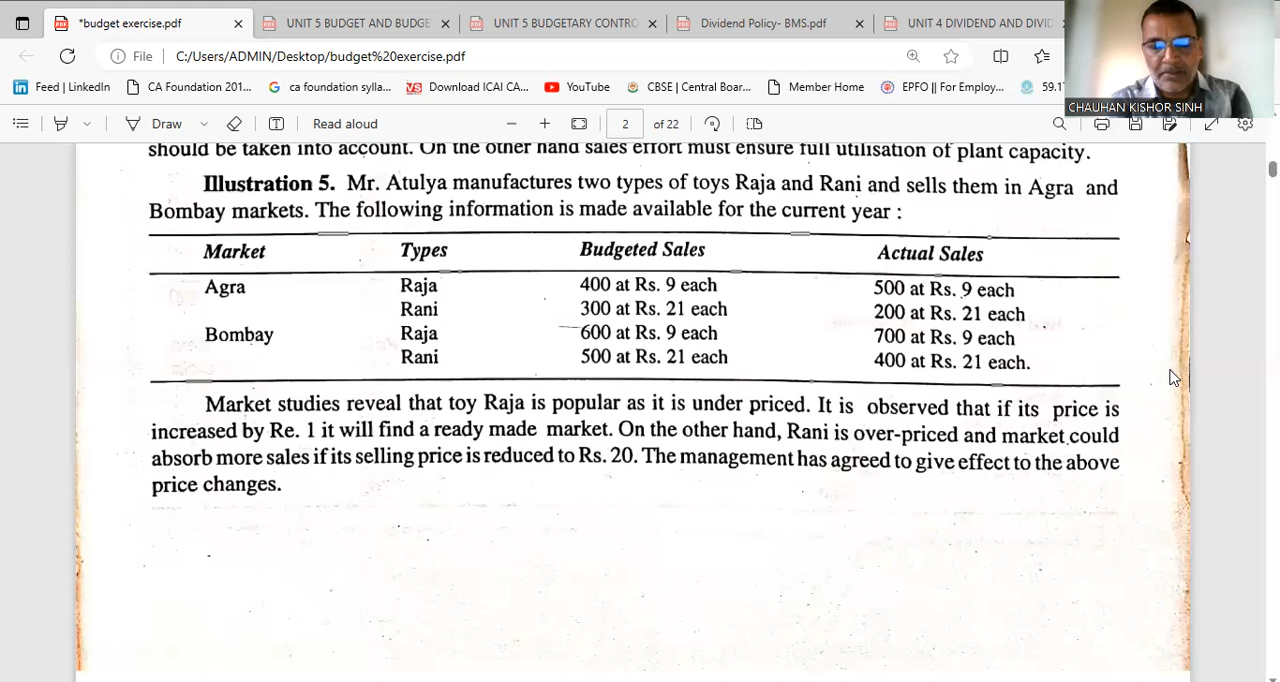 *budget exercise.pdf
UNIT 5 BUDGET AND BUDGE
UNIT 5 BUDGETARY CONTRO
Dividend Policy- BMS.pdf
UNIT 4 DIVIDEND AND DIVID
File C:/Users/ADMIN/Desktop/budget%20exercise.pdf
Feed | LinkedIn
CA Foundation 201...
ca foundation sylla...
Download ICAI CA...
YouTube
CBSE | Central Boar...
Member Home
EPFO || For Employ...
59.1
CHAUHAN KISHOR SINH
Draw
Read aloud
2 of 22
should be taken into account. On the other hand sales effort must ensure full utilisation of plant capacity.
Illustration 5. Mr. Atulya manufactures two types of toys Raja and Rani and sells them in Agra and
Bombay markets. The following information is made available for the current year :
Market Types Budgeted Sales Actual Sales
Agra Raja 400 at Rs. 9 each 500 at Rs. 9 each
Rani 300 at Rs. 21 each 200 at Rs. 21 each
Bombay Raja 600 at Rs. 9 each 700 at Rs. 9 each
Rani 500 at Rs. 21 each 400 at Rs. 21 each.
Market studies reveal that toy Raja is popular as it is under priced. It is observed that if its price is
increased by Re. 1 it will find a ready made market. On the other hand, Rani is over-priced and market could
absorb more sales if its selling price is reduced to Rs. 20. The management has agreed to give effect to the above
price changes.